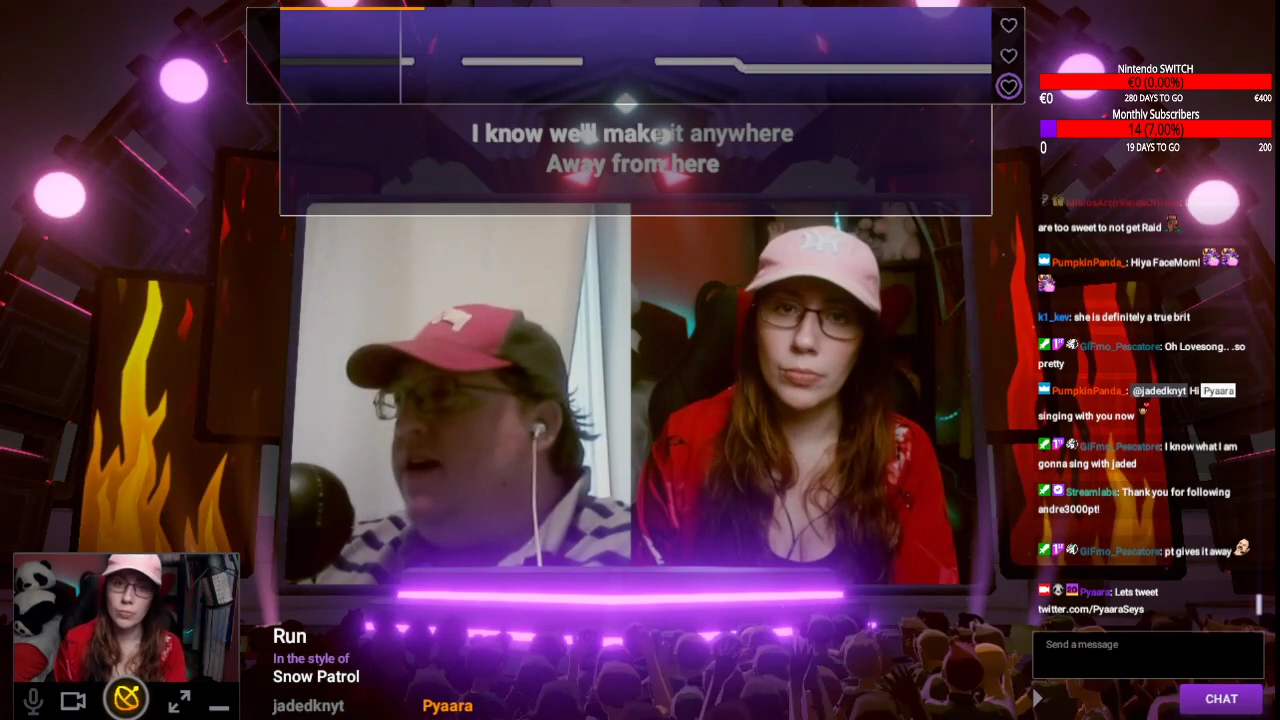 I know we'll make it anywhere
Away from here
Nintendo SWITCH
€0 (0.00%)
€0 280 DAYS TO GO €400
Monthly Subscribers
14 (7.00%)
0 19 DAYS TO GO 200
are too sweet to not get Raid
PumpkinPanda_: Hiya FaceMom!
k1_kev: she is definitely a true brit
GIFmo_Pescatore: Oh Lovesong.. .so
pretty
PumpkinPanda_: @jadedknyt Hi Pyaara
singing with you now
GIFmo_Pescatore: I know what I am
gonna sing with jaded
Streamlabs: Thank you for following
andre3000pt!
GIFmo_Pescatore: pt gives it away
Pyaara: Lets tweet
twitter.com/PyaaraSeys
Send a message
CHAT
Run
In the style of
Snow Patrol
jadedknyt Pyaara